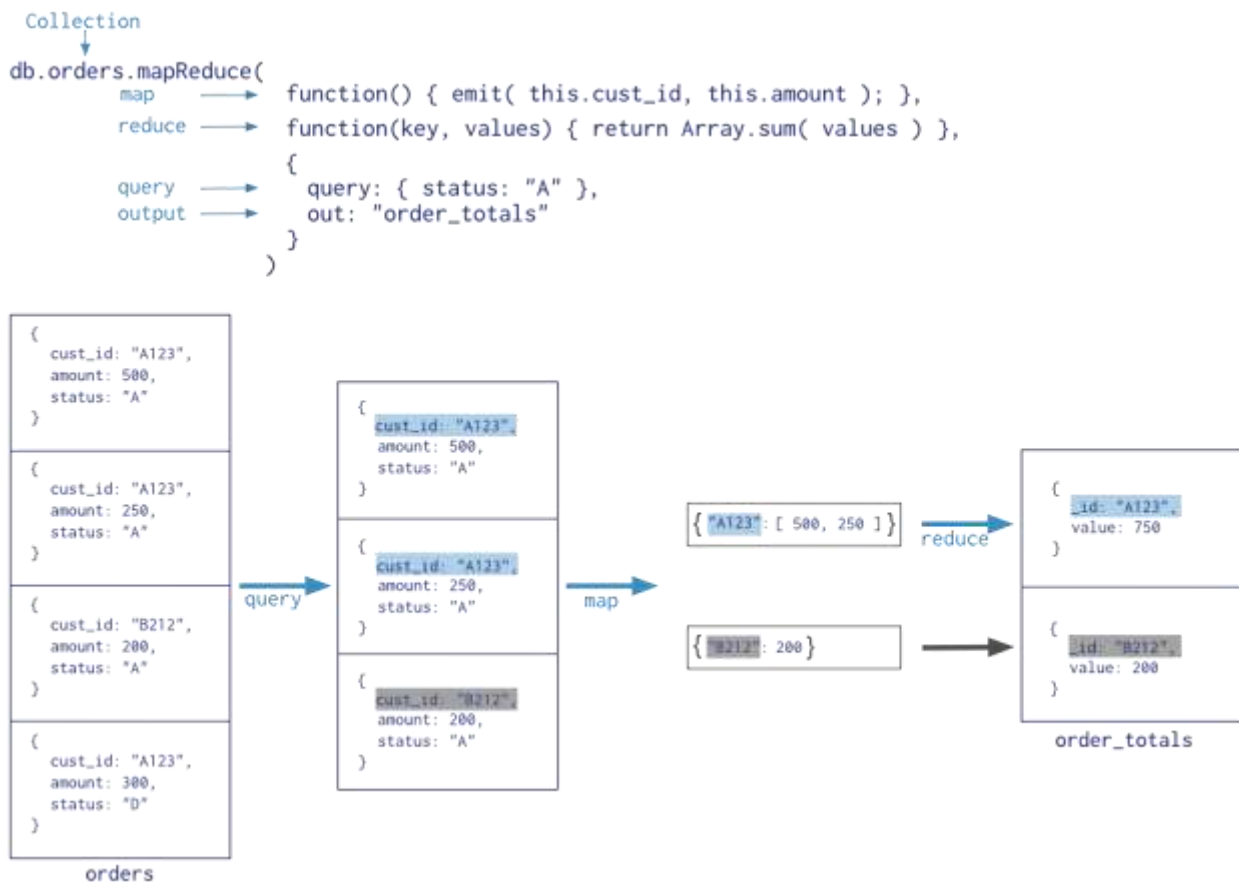 Collection
db.orders.mapReduce(
map function() { emit( this.cust_id, this.amount ); },
reduce function(key, values) { return Array.sum( values ) },
{
query query: { status: "A" },
output out: "order_totals"
}
)
{
cust_id: "A123",
amount: 500,
status: "A"
}
{
cust_id: "A123",
amount: 250,
status: "A"
}
{
cust_id: "B212",
amount: 200,
status: "A"
}
{
cust_id: "A123",
amount: 300,
status: "D"
}
orders
query
{
cust_id: "A123",
amount: 500,
status: "A"
}
{
cust_id: "A123",
amount: 250,
status: "A"
}
{
cust_id: "B212",
amount: 200,
status: "A"
}
map
{ "A123": [ 500, 250 ] }
{ "B212": 200 }
reduce
{
_id: "A123",
value: 750
}
{
_id: "B212",
value: 200
}
order_totals